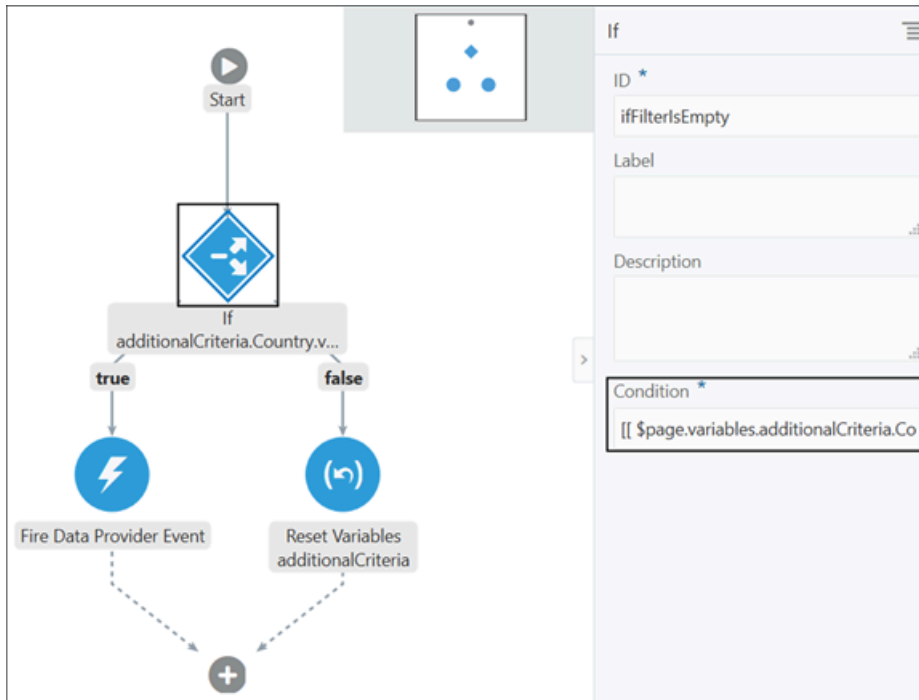 Start
If
additionalCriteria.Country.v...
true
false
Fire Data Provider Event
Reset Variables
additionalCriteria
If
ID *
ifFilterIsEmpty
Label
Description
Condition *
[[ $page.variables.additionalCriteria.Co